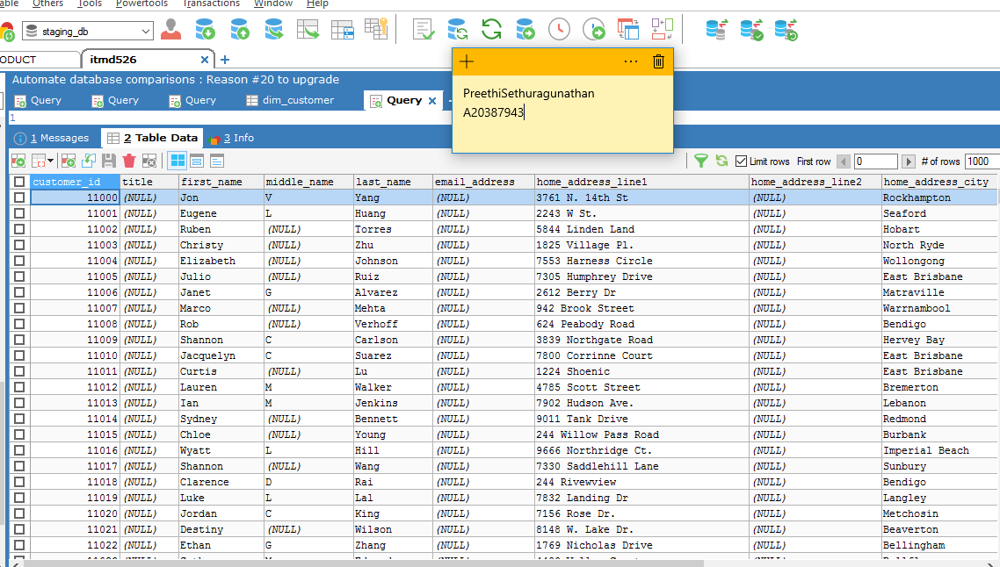 able Others Tools Powertools Transactions Window Help
staging_db
ODUCT itmd526
Automate database comparisons : Reason #20 to upgrade
Query Query Query dim_customer Query
PreethiSethuragunathan
A20387943
1
1 Messages 2 Table Data 3 Info
Limit rows First row 0 # of rows 1000
customer_id title first_name middle_name last_name email_address home_address_line1 home_address_line2 home_address_city
11000 (NULL) Jon V Yang (NULL) 3761 N. 14th St (NULL) Rockhampton
11001 (NULL) Eugene L Huang (NULL) 2243 W St. (NULL) Seaford
11002 (NULL) Ruben (NULL) Torres (NULL) 5844 Linden Land (NULL) Hobart
11003 (NULL) Christy (NULL) Zhu (NULL) 1825 Village Pl. (NULL) North Ryde
11004 (NULL) Elizabeth (NULL) Johnson (NULL) 7553 Harness Circle (NULL) Wollongong
11005 (NULL) Julio (NULL) Ruiz (NULL) 7305 Humphrey Drive (NULL) East Brisbane
11006 (NULL) Janet G Alvarez (NULL) 2612 Berry Dr (NULL) Matraville
11007 (NULL) Marco (NULL) Mehta (NULL) 942 Brook Street (NULL) Warrnambool
11008 (NULL) Rob (NULL) Verhoff (NULL) 624 Peabody Road (NULL) Bendigo
11009 (NULL) Shannon C Carlson (NULL) 3839 Northgate Road (NULL) Hervey Bay
11010 (NULL) Jacquelyn C Suarez (NULL) 7800 Corrinne Court (NULL) East Brisbane
11011 (NULL) Curtis (NULL) Lu (NULL) 1224 Shoenic (NULL) East Brisbane
11012 (NULL) Lauren M Walker (NULL) 4785 Scott Street (NULL) Bremerton
11013 (NULL) Ian M Jenkins (NULL) 7902 Hudson Ave. (NULL) Lebanon
11014 (NULL) Sydney (NULL) Bennett (NULL) 9011 Tank Drive (NULL) Redmond
11015 (NULL) Chloe (NULL) Young (NULL) 244 Willow Pass Road (NULL) Burbank
11016 (NULL) Wyatt L Hill (NULL) 9666 Northridge Ct. (NULL) Imperial Beach
11017 (NULL) Shannon (NULL) Wang (NULL) 7330 Saddlehill Lane (NULL) Sunbury
11018 (NULL) Clarence D Rai (NULL) 244 Rivewview (NULL) Bendigo
11019 (NULL) Luke L Lal (NULL) 7832 Landing Dr (NULL) Langley
11020 (NULL) Jordan C King (NULL) 7156 Rose Dr. (NULL) Metchosin
11021 (NULL) Destiny (NULL) Wilson (NULL) 8148 W. Lake Dr. (NULL) Beaverton
11022 (NULL) Ethan G Zhang (NULL) 1769 Nicholas Drive (NULL) Bellingham